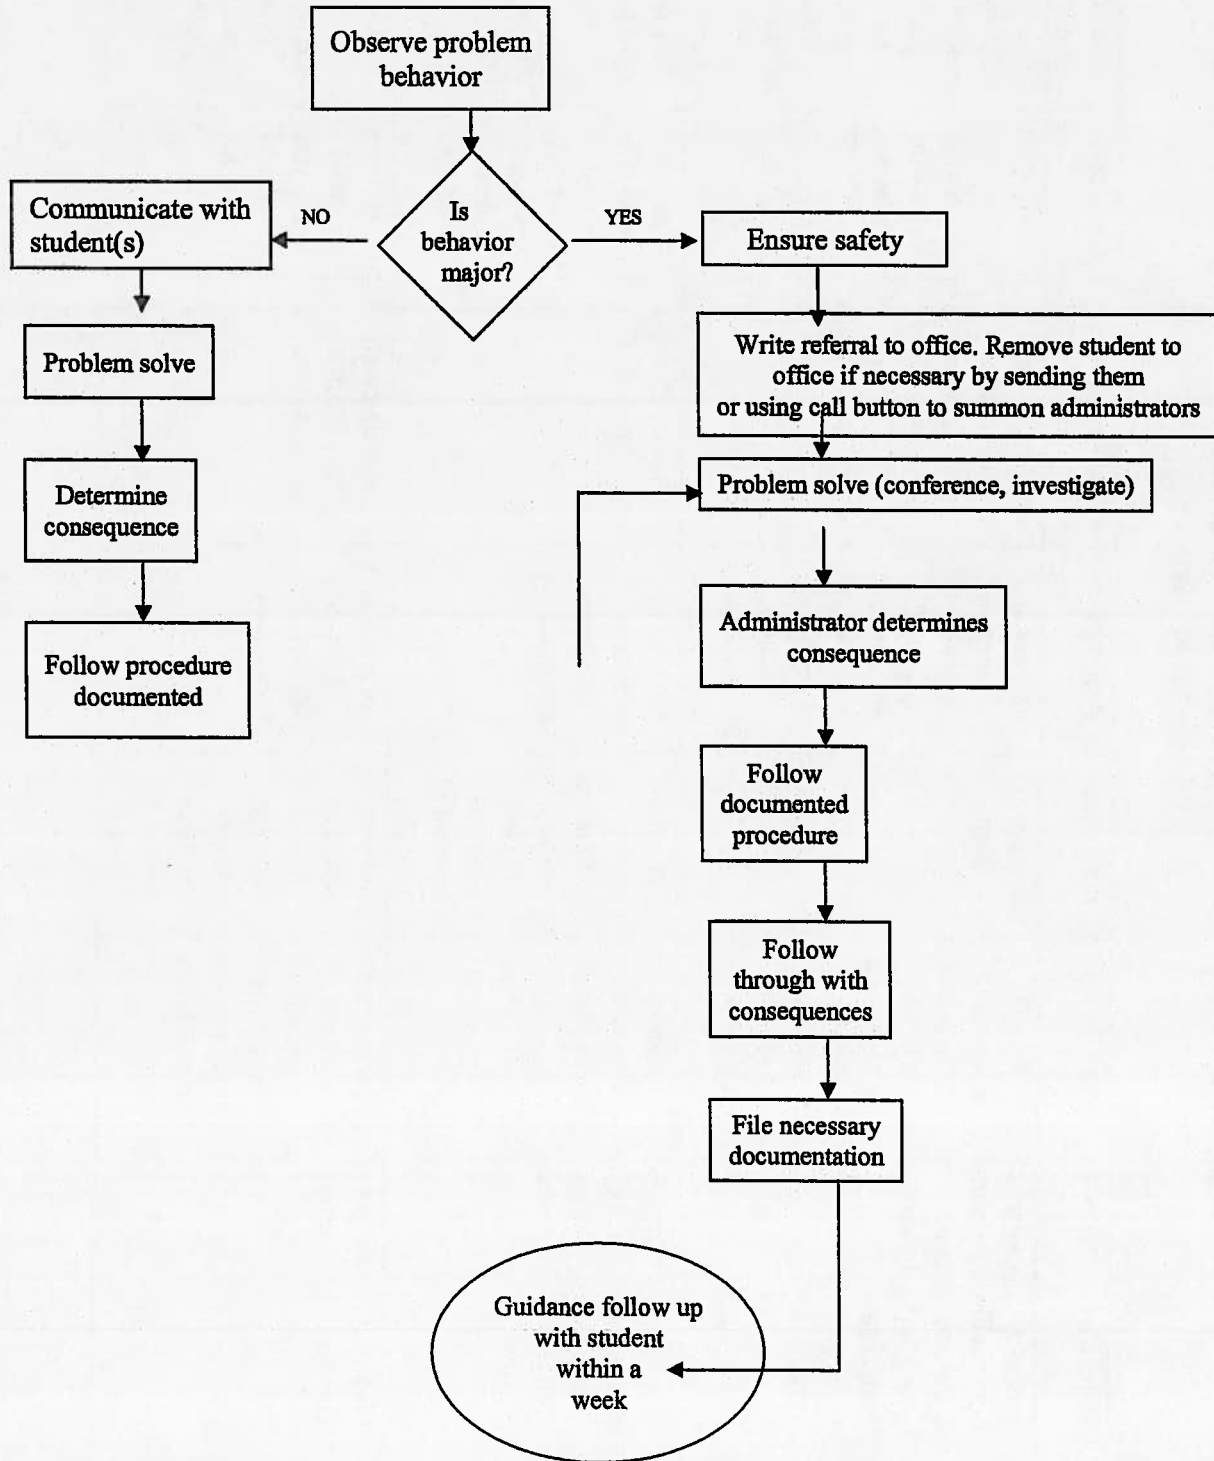 Observe problem
behavior
Is
behavior
major?
NO
YES
Communicate with
student(s)
Problem solve
Determine
consequence
Follow procedure
documented
Ensure safety
Write referral to office. Remove student to
office if necessary by sending them
or using call button to summon administrators
Problem solve (conference, investigate)
Administrator determines
consequence
Follow
documented
procedure
Follow
through with
consequences
File necessary
documentation
Guidance follow up
with student
within a
week